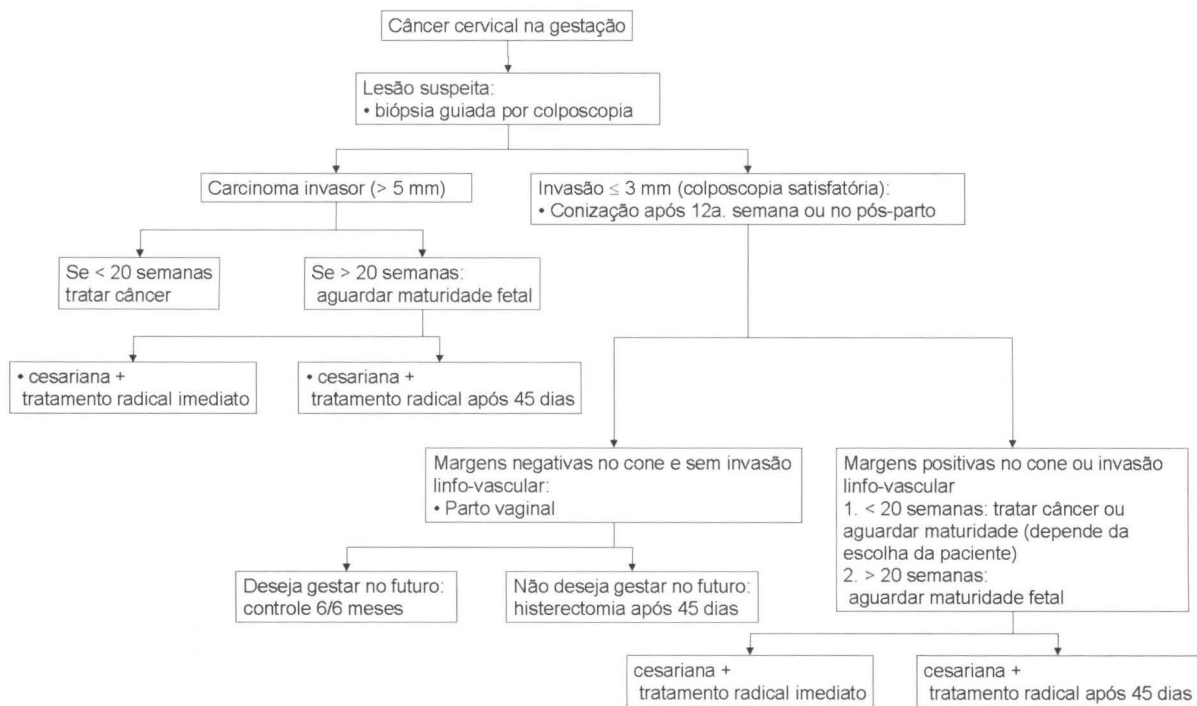 Câncer cervical na gestação
Lesão suspeita:
• biópsia guiada por colposcopia
Carcinoma invasor (> 5 mm)
Invasão ≤ 3 mm (colposcopia satisfatória):
• Conização após 12a. semana ou no pós-parto
Se < 20 semanas
tratar câncer
Se > 20 semanas:
aguardar maturidade fetal
• cesariana +
tratamento radical imediato
• cesariana +
tratamento radical após 45 dias
Margens negativas no cone e sem invasão
linfo-vascular:
• Parto vaginal
Margens positivas no cone ou invasão
linfo-vascular
1. < 20 semanas: tratar câncer ou
aguardar maturidade (depende da
escolha da paciente)
2. > 20 semanas:
aguardar maturidade fetal
Deseja gestar no futuro:
controle 6/6 meses
Não deseja gestar no futuro:
histerectomia após 45 dias
cesariana +
tratamento radical imediato
cesariana +
tratamento radical após 45 dias